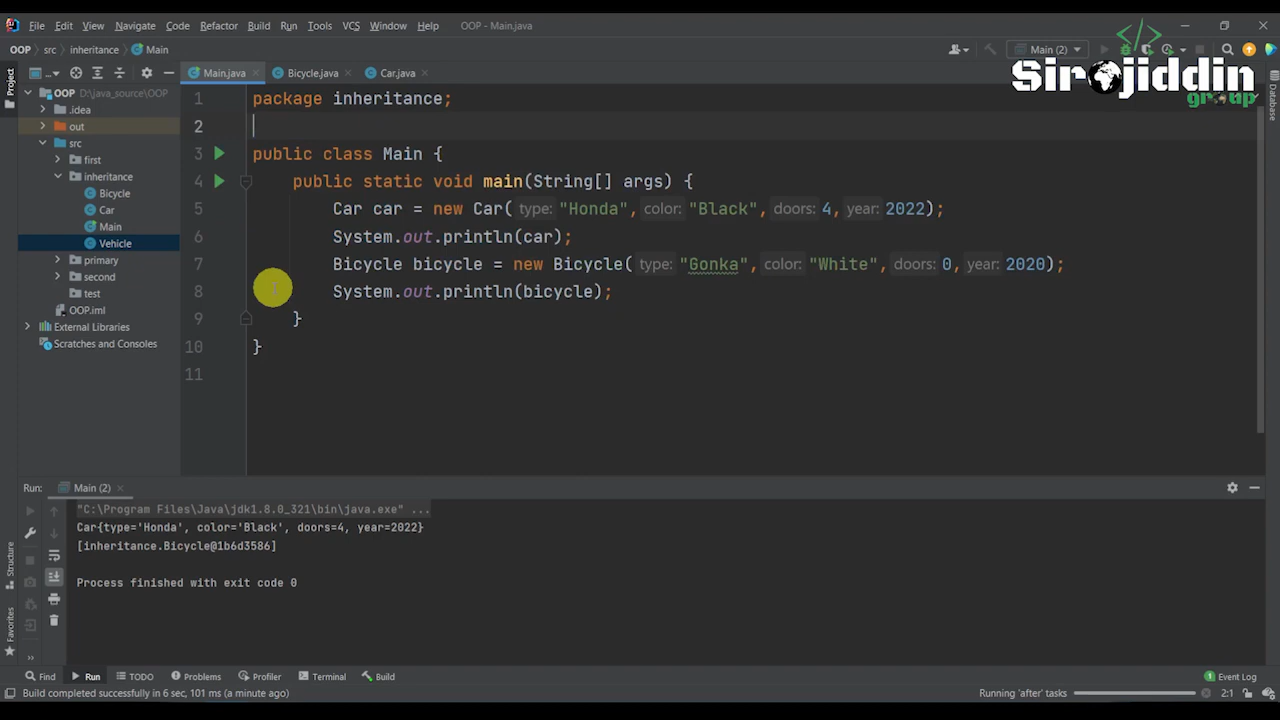 File Edit View Navigate Code Refactor Build Run Tools VCS Window Help OOP - Main.java
OOP src inheritance Main Main (2)
Sirojiddin
group
... Main.java Bicycle.java Car.java
Project
Database
OOP D:\java_source\OOP
.idea
out
src
first
inheritance
Bicycle
Car
Main
Vehicle
primary
second
test
OOP.iml
External Libraries
Scratches and Consoles
1 package inheritance;
2
3 public class Main {
4 public static void main(String[] args) {
5 Car car = new Car( type: "Honda", color: "Black", doors: 4, year: 2022);
6 System.out.println(car);
7 Bicycle bicycle = new Bicycle( type: "Gonka", color: "White", doors: 0, year: 2020);
8 System.out.println(bicycle);
9 }
10 }
11
Run: Main (2)
"C:\Program Files\Java\jdk1.8.0_321\bin\java.exe" ...
Car{type='Honda', color='Black', doors=4, year=2022}
[inheritance.Bicycle@1b6d3586]
Process finished with exit code 0
Structure
Favorites
Find Run TODO Problems Profiler Terminal Build 1 Event Log
Build completed successfully in 6 sec, 101 ms (a minute ago) Running 'after' tasks 2:1